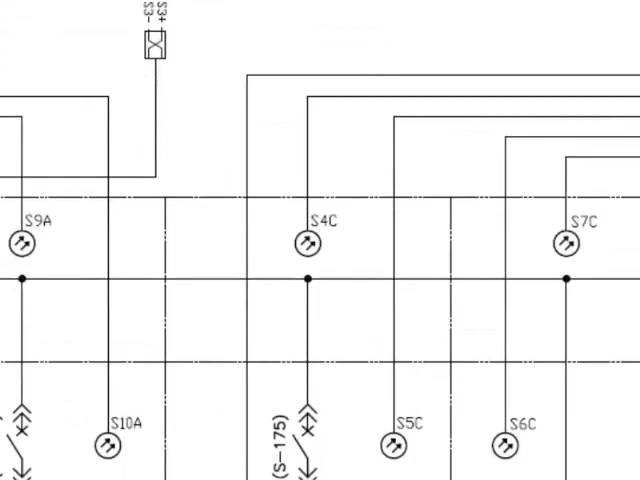 S3-
S3+
S9A
S4C
S7C
S10A
(S-175)
S5C
S6C